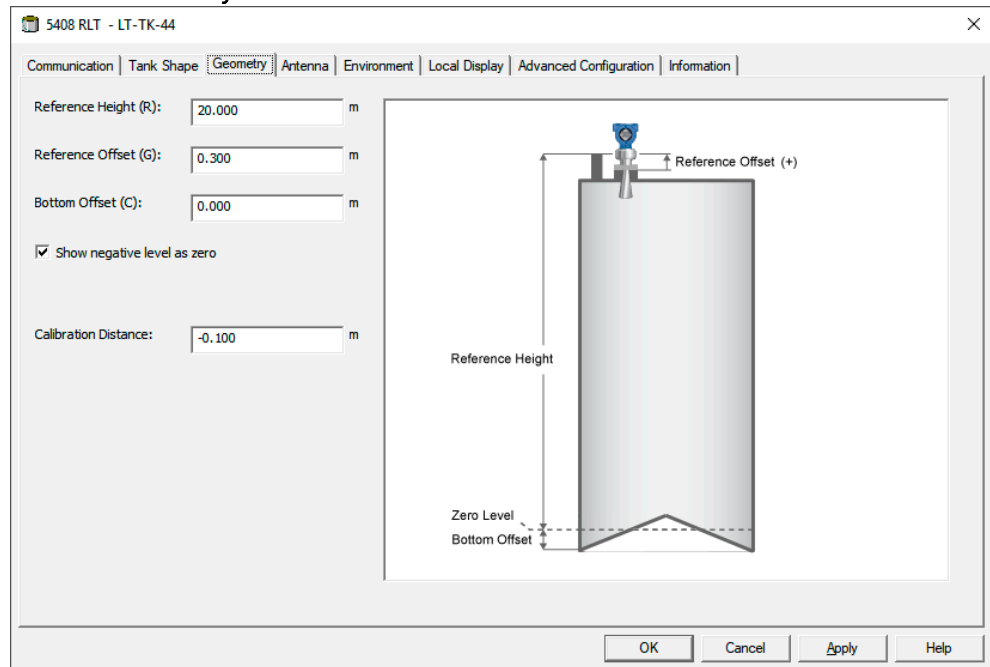 5408 RLT - LT-TK-44
Communication Tank Shape Geometry Antenna Environment Local Display Advanced Configuration Information
Reference Height (R): 20.000 m
Reference Offset (G): 0.300 m
Reference Offset (+)
Bottom Offset (C): 0.000 m
Show negative level as zero
Calibration Distance: -0.100 m
Reference Height
Zero Level
Bottom Offset
OK Cancel Apply Help